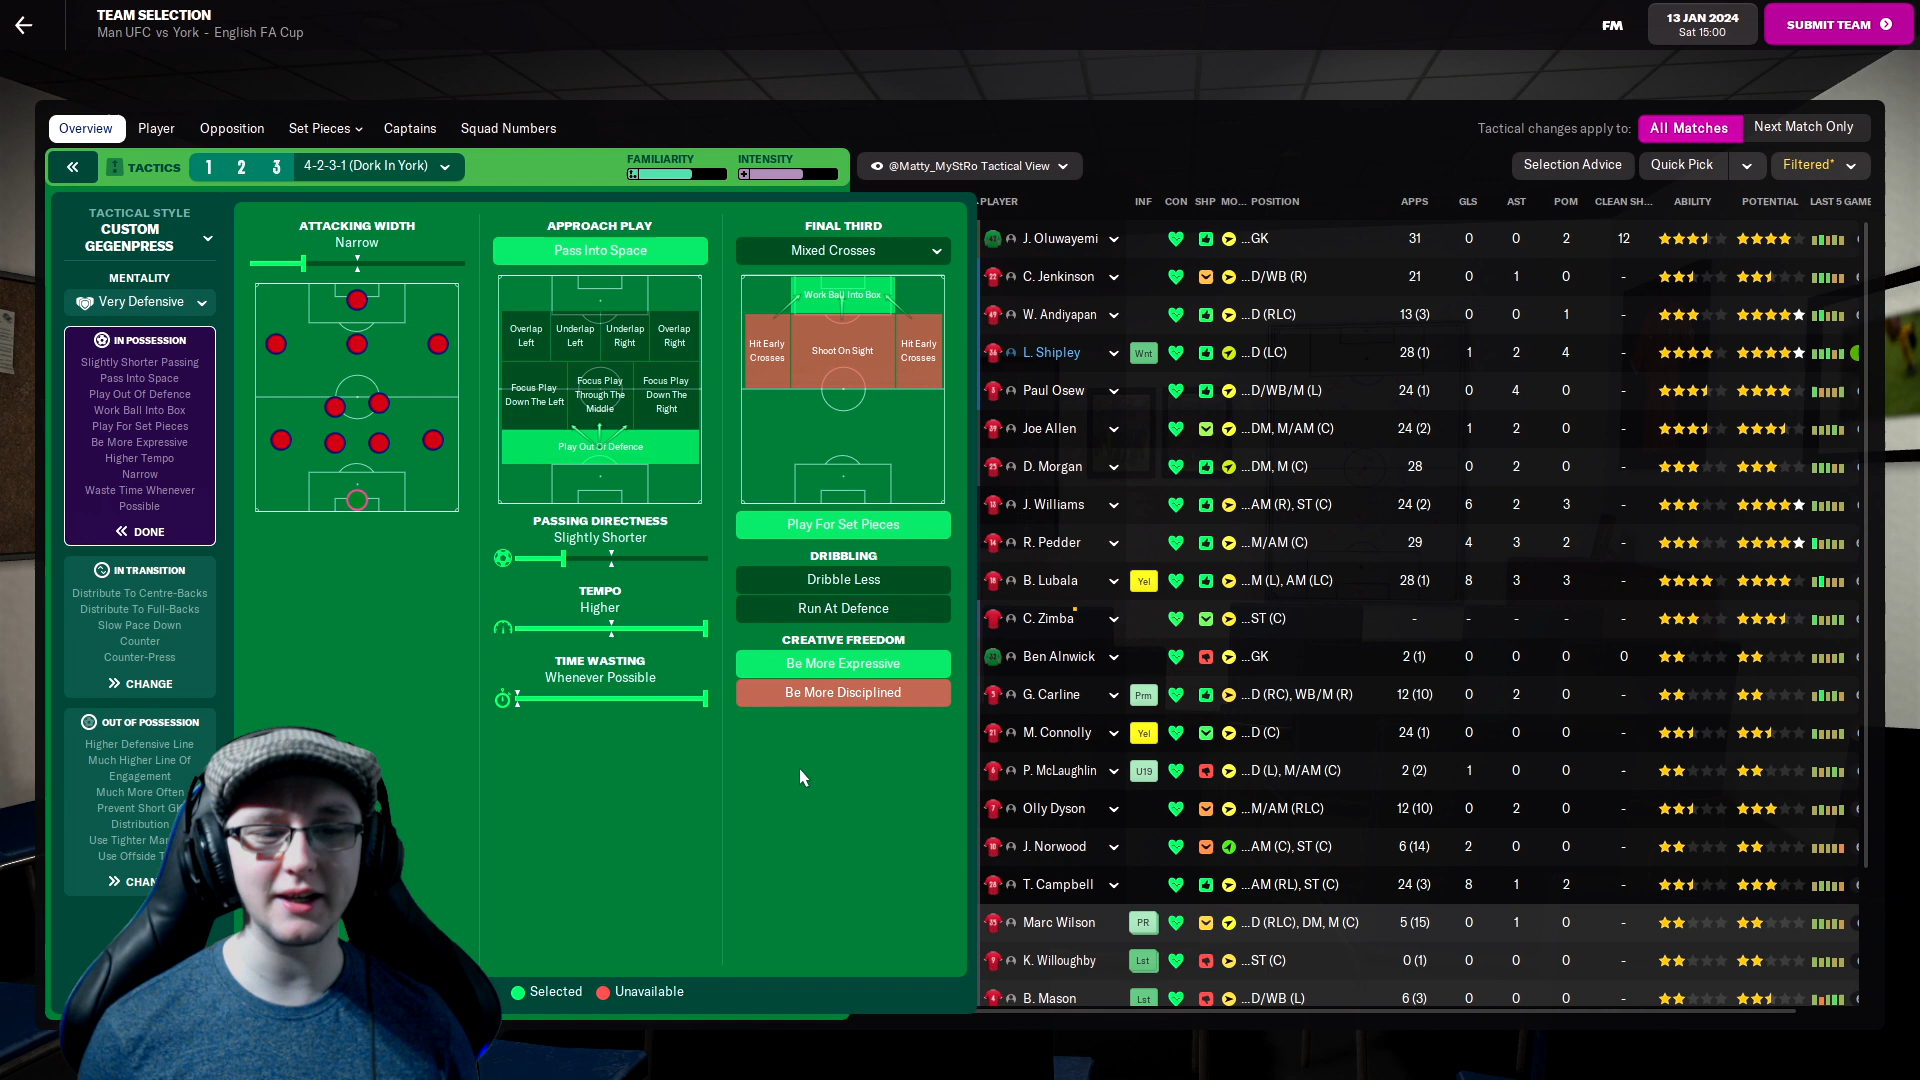 TEAM SELECTION
Man UFC vs York - English FA Cup
FM
13 JAN 2024
Sat 15:00
SUBMIT TEAM
Overview
Player
Opposition
Set Pieces
Captains
Squad Numbers
Tactical changes apply to:
All Matches
Next Match Only
TACTICS
1
2
3
4-2-3-1 (Dork In York)
FAMILIARITY
INTENSITY
@Matty_MyStRo Tactical View
Selection Advice
Quick Pick
Filtered*
TACTICAL STYLE
CUSTOM
GEGENPRESS
MENTALITY
Very Defensive
IN POSSESSION
Slightly Shorter Passing
Pass Into Space
Play Out Of Defence
Work Ball Into Box
Play For Set Pieces
Be More Expressive
Higher Tempo
Narrow
Waste Time Whenever
Possible
DONE
IN TRANSITION
Distribute To Centre-Backs
Distribute To Full-Backs
Slow Pace Down
Counter
Counter-Press
CHANGE
OUT OF POSSESSION
Higher Defensive Line
Much Higher Line Of
Engagement
Much More Often
Prevent Short GK
Distribution
Use Tighter Mar
Use Offside T
CHAN
ATTACKING WIDTH
Narrow
APPROACH PLAY
Pass Into Space
Overlap Left
Underlap Left
Underlap Right
Overlap Right
Focus Play Down The Left
Focus Play Through The Middle
Focus Play Down The Right
Play Out Of Defence
PASSING DIRECTNESS
Slightly Shorter
TEMPO
Higher
TIME WASTING
Whenever Possible
FINAL THIRD
Mixed Crosses
Work Ball Into Box
Hit Early Crosses
Shoot On Sight
Hit Early Crosses
Play For Set Pieces
DRIBBLING
Dribble Less
Run At Defence
CREATIVE FREEDOM
Be More Expressive
Be More Disciplined
Selected
Unavailable
PLAYER INF CON SHP MO... POSITION APPS GLS AST POM CLEAN SH... ABILITY POTENTIAL LAST 5 GAME
J. Oluwayemi ...GK 31 0 0 2 12
C. Jenkinson ...D/WB (R) 21 0 1 0 -
W. Andiyapan ...D (RLC) 13 (3) 0 0 1 -
L. Shipley Wnt ...D (LC) 28 (1) 1 2 4 -
Paul Osew ...D/WB/M (L) 24 (1) 0 4 0 -
Joe Allen ...DM, M/AM (C) 24 (2) 1 2 0 -
D. Morgan ...DM, M (C) 28 0 2 0 -
J. Williams ...AM (R), ST (C) 24 (2) 6 2 3 -
R. Pedder ...M/AM (C) 29 4 3 2 -
B. Lubala Yel ...M (L), AM (LC) 28 (1) 8 3 3 -
C. Zimba ...ST (C) - - - - -
Ben Alnwick ...GK 2 (1) 0 0 0 0
G. Carline Prm ...D (RC), WB/M (R) 12 (10) 0 2 0 -
M. Connolly Yel ...D (C) 24 (1) 0 0 0 -
P. McLaughlin U19 ...D (L), M/AM (C) 2 (2) 1 0 0 -
Olly Dyson ...M/AM (RLC) 12 (10) 0 2 0 -
J. Norwood ...AM (C), ST (C) 6 (14) 2 0 0 -
T. Campbell ...AM (RL), ST (C) 24 (3) 8 1 2 -
Marc Wilson PR ...D (RLC), DM, M (C) 5 (15) 0 1 0 -
K. Willoughby Lst ...ST (C) 0 (1) 0 0 0 -
B. Mason Lst ...D/WB (L) 6 (3) 0 0 0 -